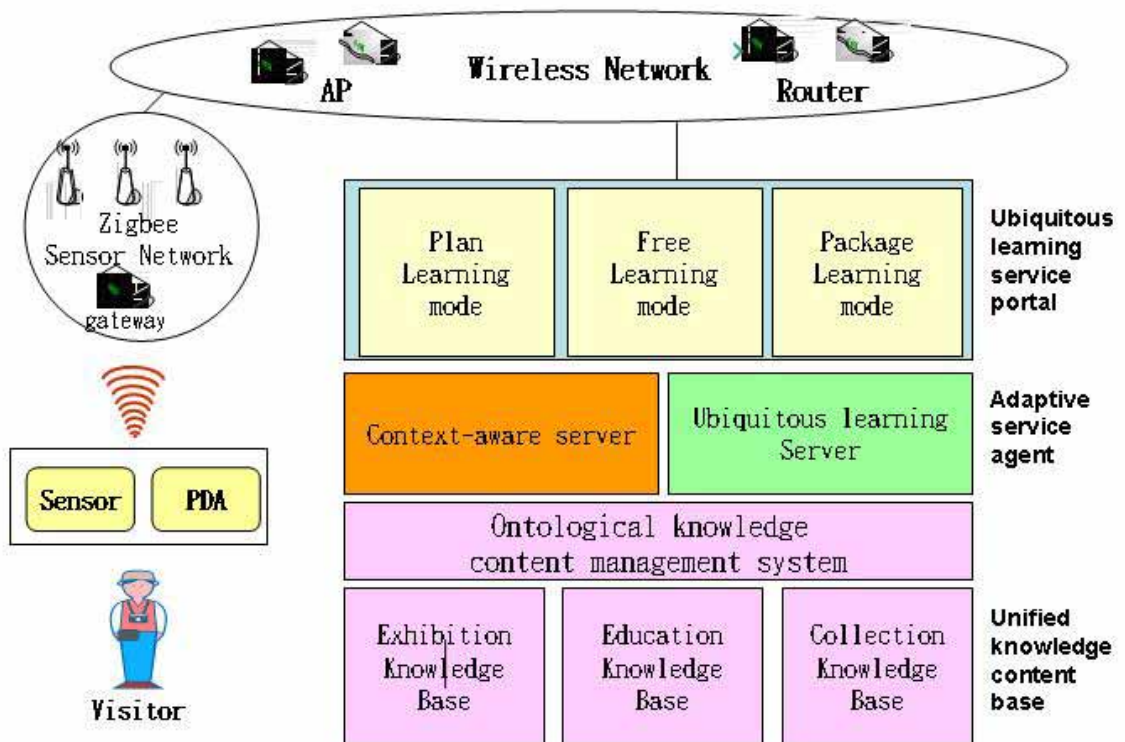 Wireless Network
AP
Router
Zigbee
Sensor Network
gateway
Sensor
PDA
Visitor
Plan
Learning
mode
Free
Learning
mode
Package
Learning
mode
Ubiquitous
learning
service
portal
Context-aware server
Ubiquitous learning
Server
Adaptive
service
agent
Ontological knowledge
content management system
Exhibition
Knowledge
Base
Education
Knowledge
Base
Collection
Knowledge
Base
Unified
knowledge
content
base